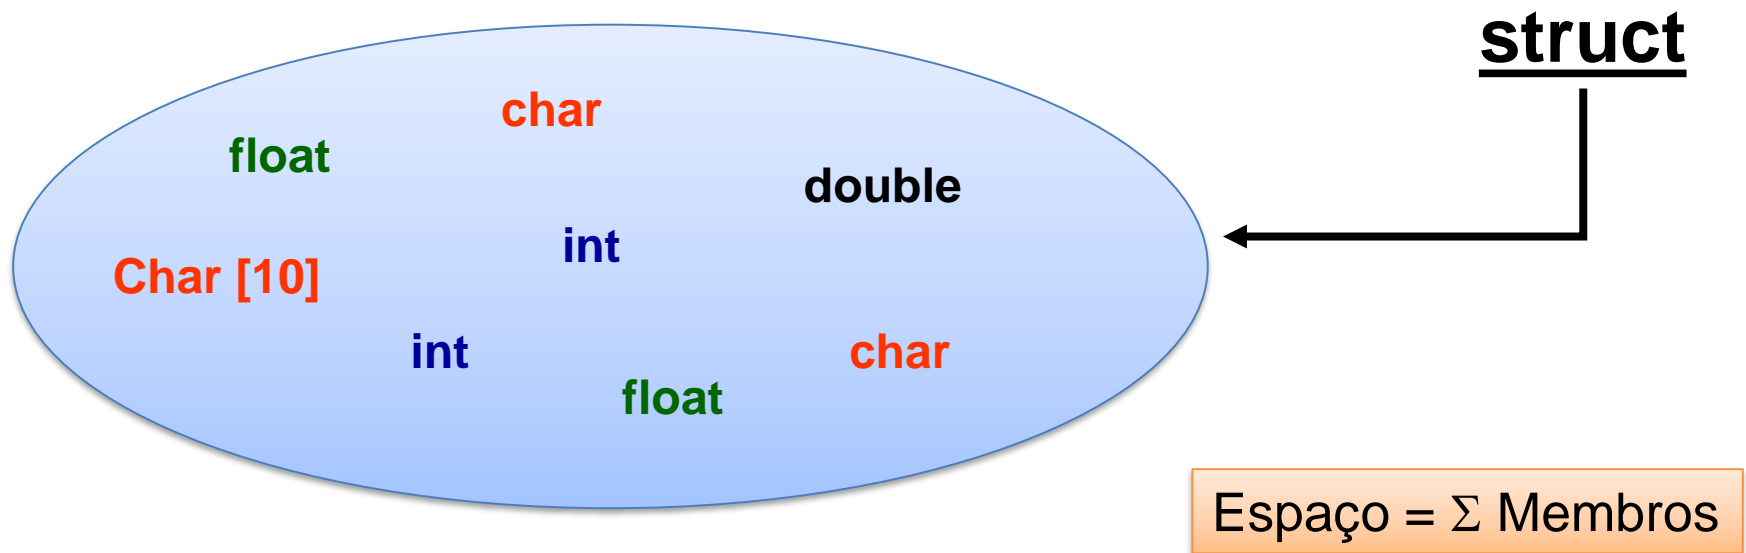 struct
char
float
double
int
Char [10]
int
char
float
Espaço = Σ Membros